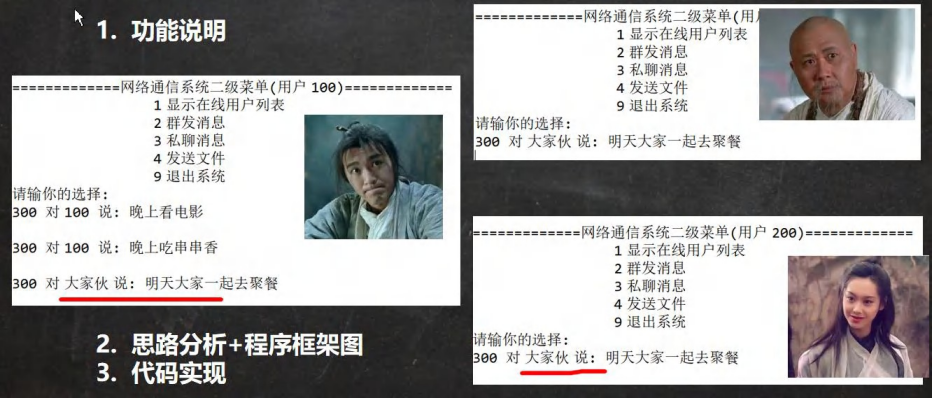 1. 功能说明
=============网络通信系统二级菜单(用户 100)=============
1 显示在线用户列表
2 群发消息
3 私聊消息
4 发送文件
9 退出系统
请输你的选择:
300 对 100 说: 晚上看电影
300 对 100 说: 晚上吃串串香
300 对 大家伙 说: 明天大家一起去聚餐
2. 思路分析+程序框架图
3. 代码实现
=============网络通信系统二级菜单(用
1 显示在线用户列表
2 群发消息
3 私聊消息
4 发送文件
9 退出系统
请输你的选择:
300 对 大家伙 说: 明天大家一起去聚餐
=============网络通信系统二级菜单(用户 200)=============
1 显示在线用户列表
2 群发消息
3 私聊消息
4 发送文件
9 退出系统
请输你的选择:
300 对 大家伙 说: 明天大家一起去聚餐